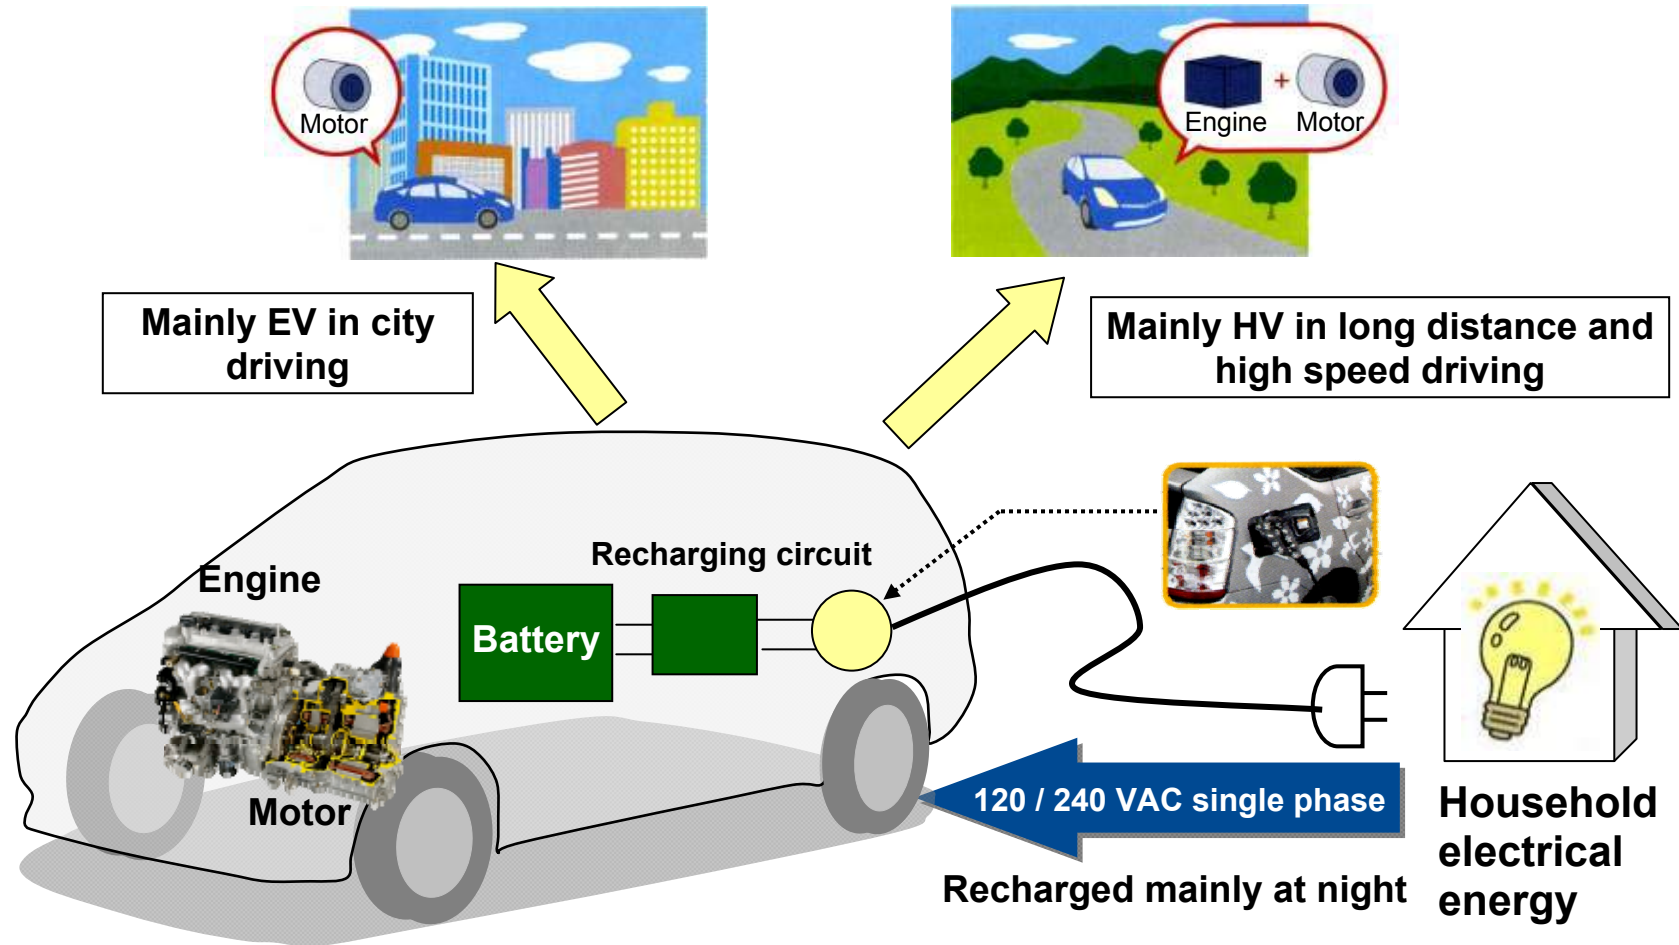 Motor
+
Engine
Motor
Mainly EV in city
driving
Mainly HV in long distance and
high speed driving
Recharging circuit
Engine
Battery
Motor
120 / 240 VAC single phase
Recharged mainly at night
Household
electrical
energy